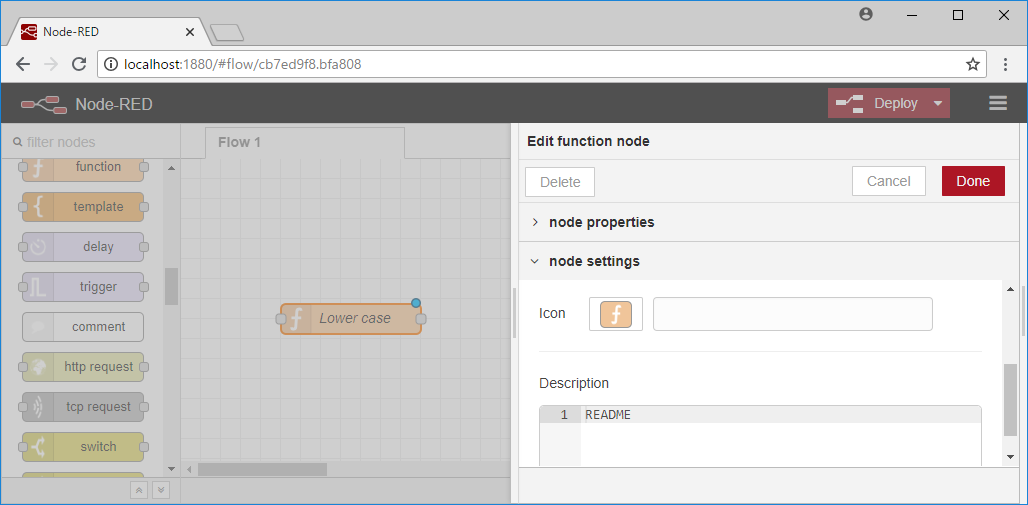 Node-RED
localhost:1880/#flow/cb7ed9f8.bfa808
Node-RED
Deploy
filter nodes
function
template
delay
trigger
comment
http request
tcp request
switch
Flow 1
Lower case
Edit function node
Delete
Cancel
Done
node properties
node settings
Icon
Description
1 README